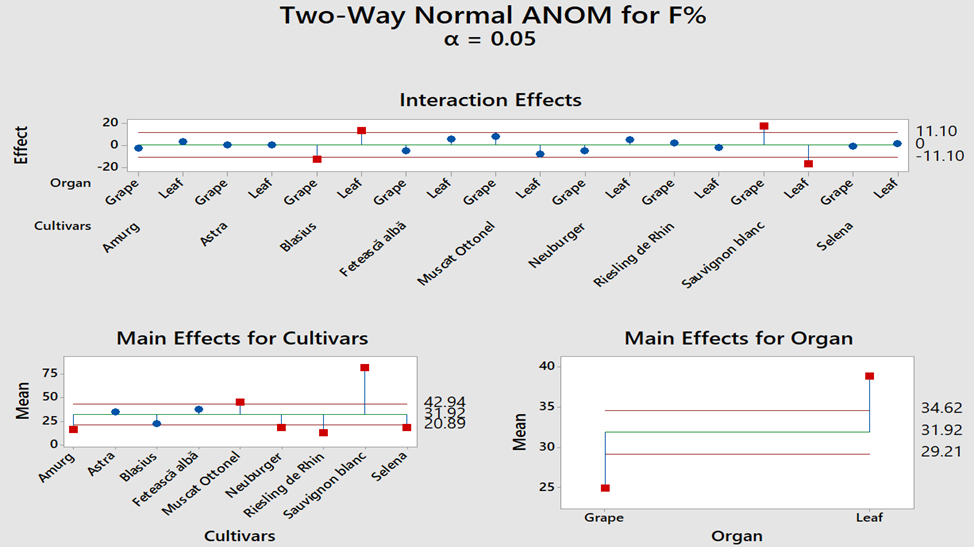 Two-Way Normal ANOM for F%
α = 0.05
Interaction Effects
Effect
20
0
-20
11.10
0
-11.10
Organ
Grape Leaf Grape Leaf Grape Leaf Grape Leaf Grape Leaf Grape Leaf Grape Leaf Grape Leaf Grape Leaf
Cultivars
Amurg Astra Blasius Fetească albă Muscat Ottonel Neuburger Riesling de Rhin Sauvignon blanc Selena
Main Effects for Cultivars
Mean
75
50
25
0
42.94
31.92
20.89
Amurg Astra Blasius Fetească albă Muscat Ottonel Neuburger Riesling de Rhin Sauvignon blanc Selena
Cultivars
Main Effects for Organ
Mean
40
35
30
25
34.62
31.92
29.21
Grape Leaf
Organ